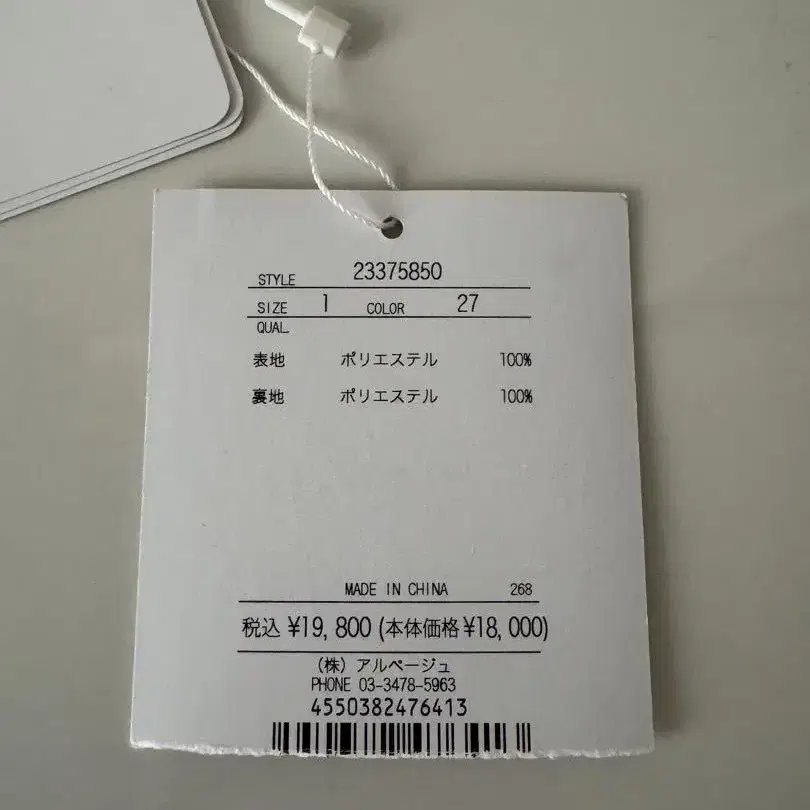 STYLE 23375850
SIZE 1 COLOR 27
QUAL
表地 ポリエステル 100%
裏地 ポリエステル 100%
MADE IN CHINA 268
税込 ¥19,800 (本体価格¥18,000)
(株) アルページュ
PHONE 03-3478-5963
4550382476413